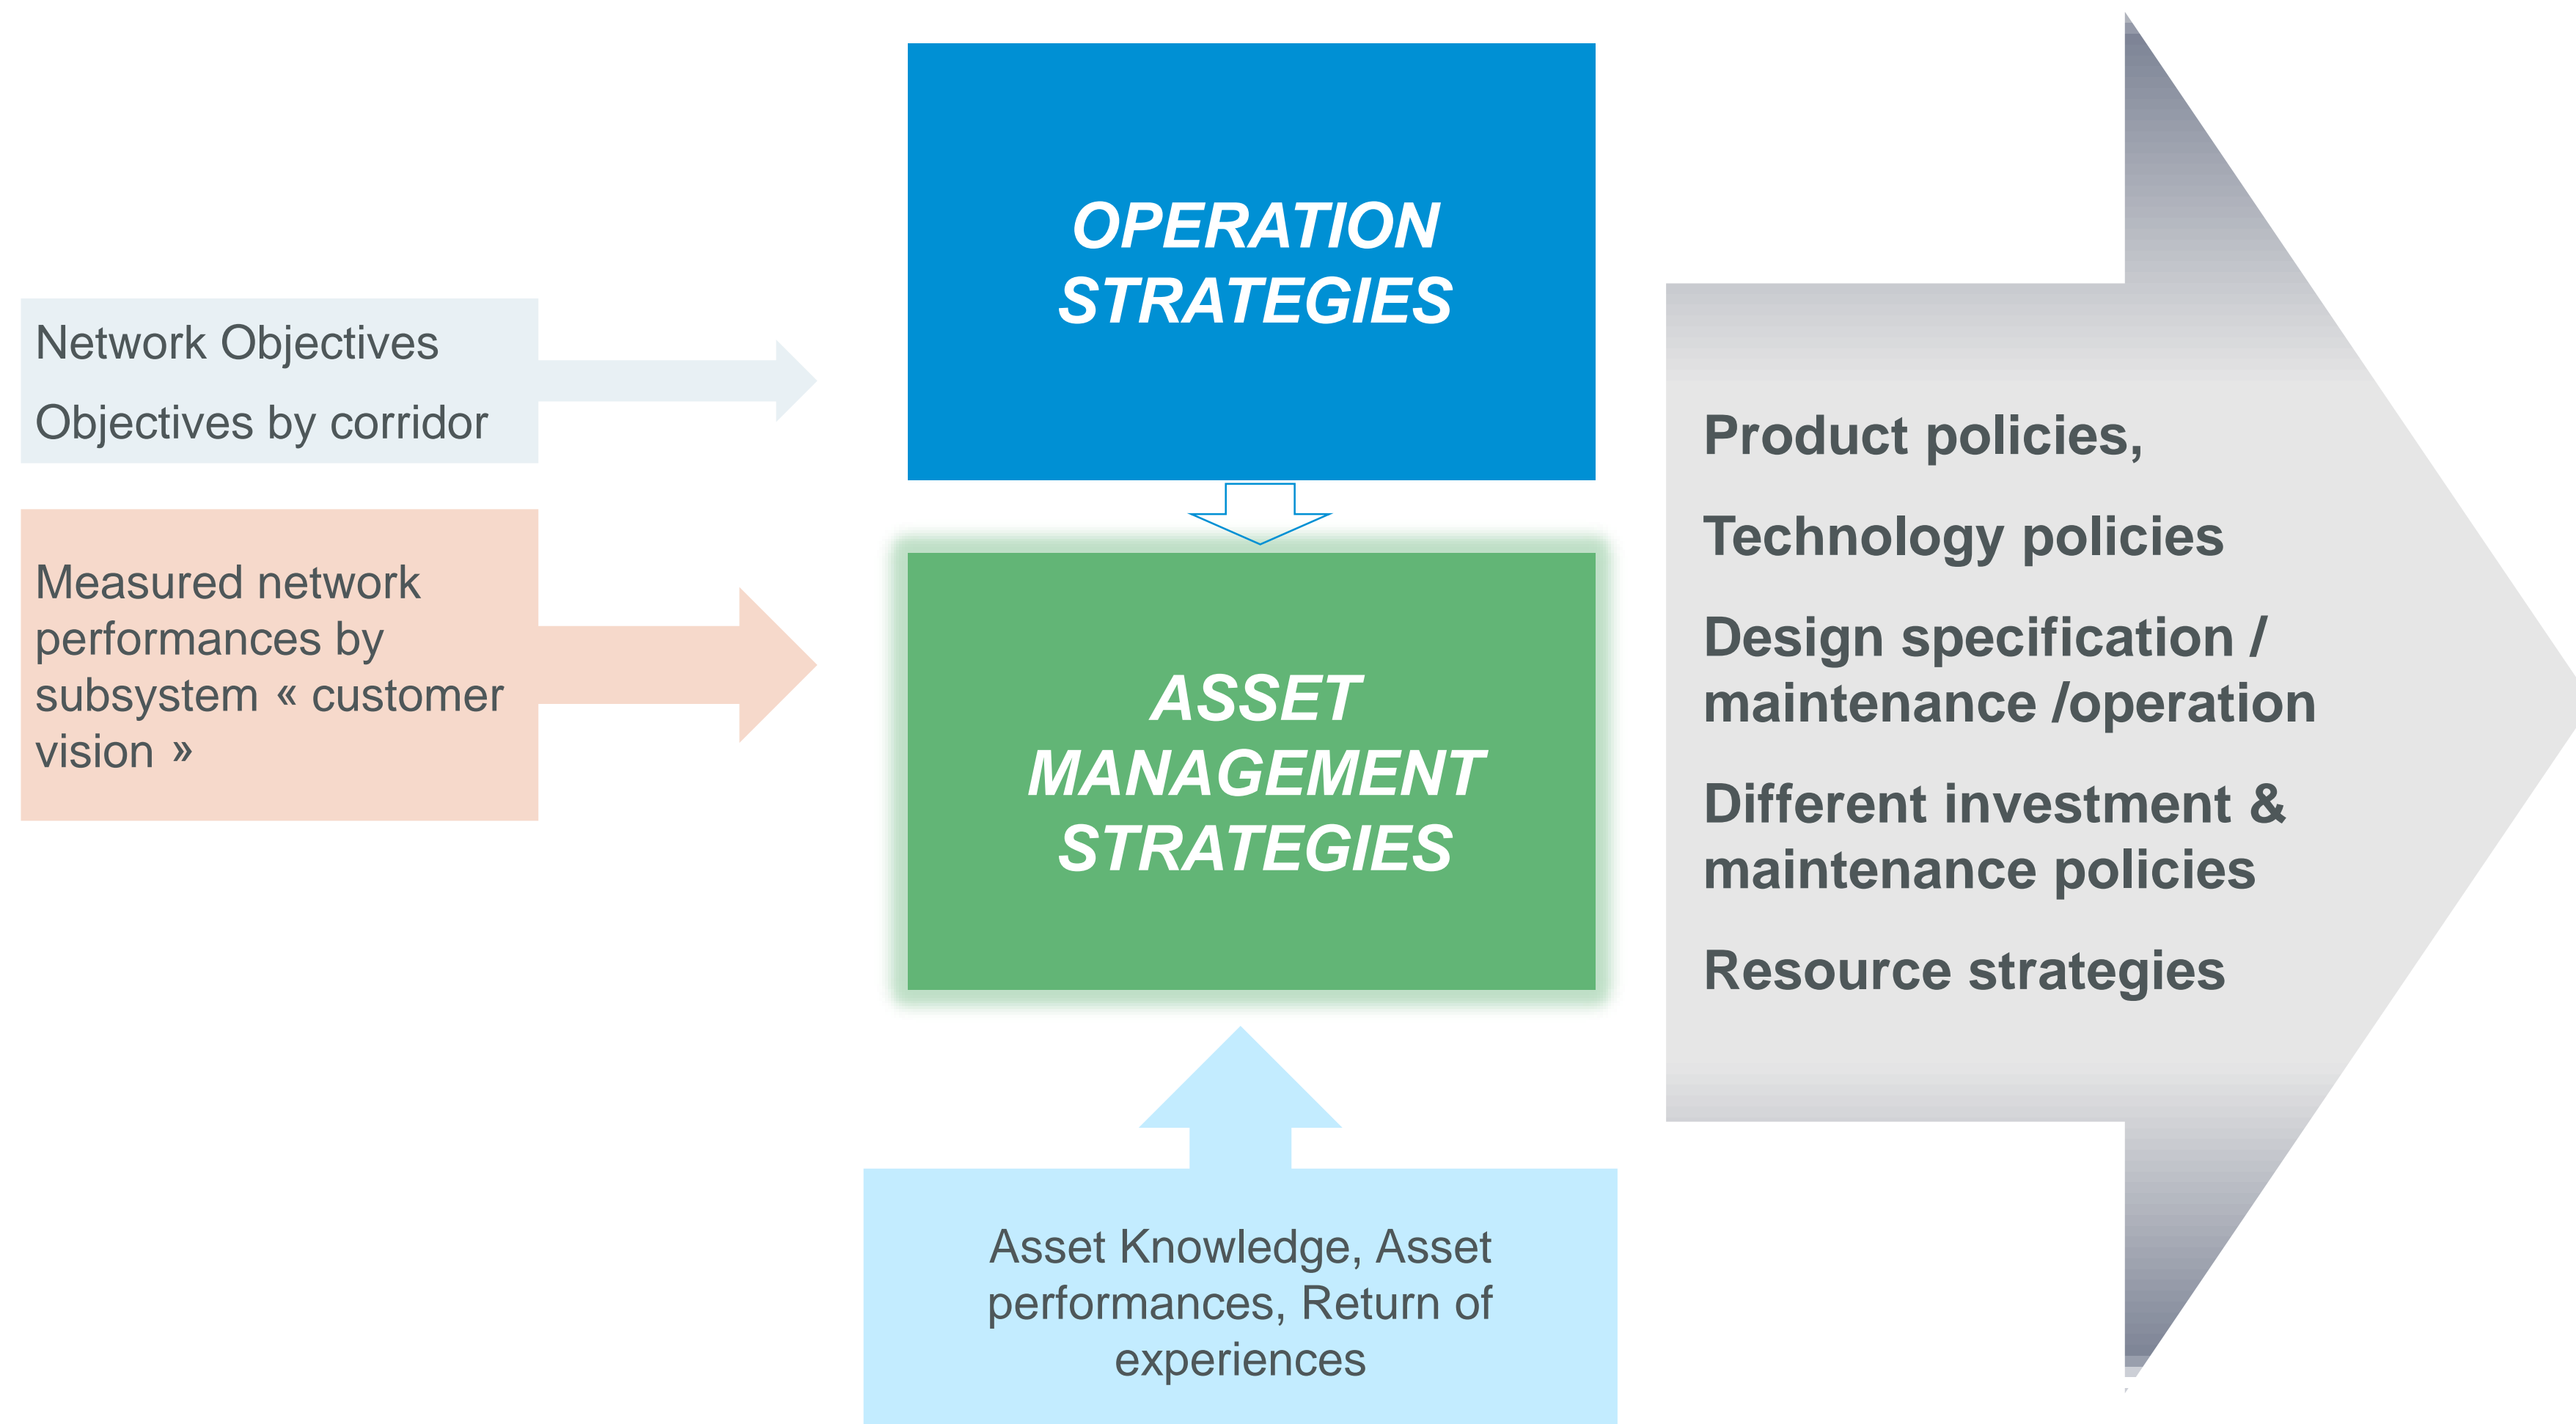 OPERATION
STRATEGIES
Network Objectives
Objectives by corridor
Measured network
performances by
subsystem « customer
vision »
ASSET
MANAGEMENT
STRATEGIES
Asset Knowledge, Asset
performances, Return of
experiences
Product policies,
Technology policies
Design specification /
maintenance /operation
Different investment &
maintenance policies
Resource strategies